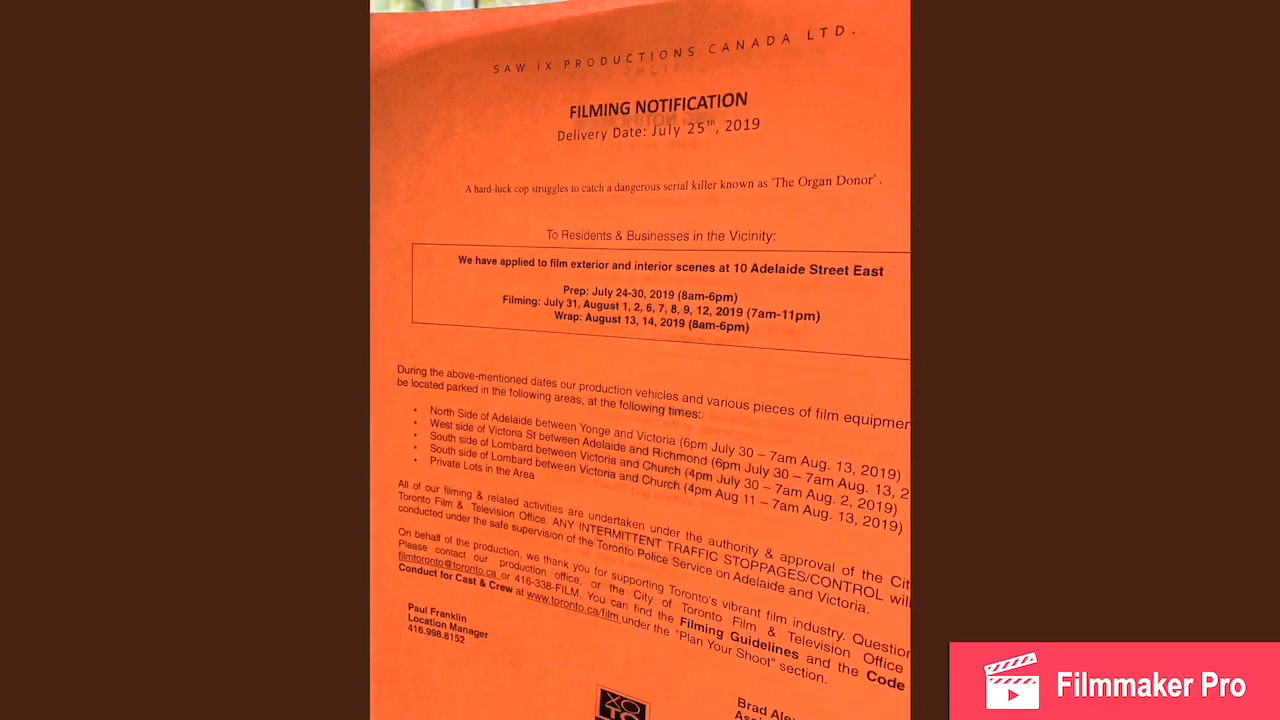 SAW IX PRODUCTIONS CANADA LTD.
FILMING NOTIFICATION
Delivery Date: July 25th, 2019
A hard-luck cop struggles to catch a dangerous serial killer known as 'The Organ Donor' .
To Residents & Businesses in the Vicinity:
We have applied to film exterior and interior scenes at 10 Adelaide Street East
Prep: July 24-30, 2019 (8am-6pm)
Filming: July 31, August 1, 2, 6, 7, 8, 9, 12, 2019 (7am-11pm)
Wrap: August 13, 14, 2019 (8am-6pm)
During the above-mentioned dates our production vehicles and various pieces of film
be located parked in the following areas, at the following times:
• North Side of Adelaide between Yonge and Victoria (6pm July 30 – 7am Aug. 13, 2019)
• West side of Victoria St between Adelaide and Richmond (6pm July 30 – 7am Aug. 13, 2
• South side of Lombard between Victoria and Church (4pm July 30 – 7am Aug. 2, 2019)
• South side of Lombard between Victoria and Church (4pm Aug 11 – 7am Aug. 13, 2019)
• Private Lots in the Area
All of our filming & related activities are undertaken under the authority & approval of the
Toronto Film & Television Office. ANY INTERMITTENT TRAFFIC STOPPAGES/CONTROL
conducted under the safe supervision of the Toronto Police Service on Adelaide and Victoria.
On behalf of the production, we thank you for supporting Toronto's vibrant film industry.
Please contact our production office, or the City of Toronto Film & Television Office
filmtoronto@toronto.ca or 416-338-FILM. You can find the Filming Guidelines and the Code
Conduct for Cast & Crew at www.toronto.ca/film under the "Plan Your Shoot" section.
Paul Franklin
Location Manager
416.998.8152
XO
TO
Brad
Filmmaker Pro